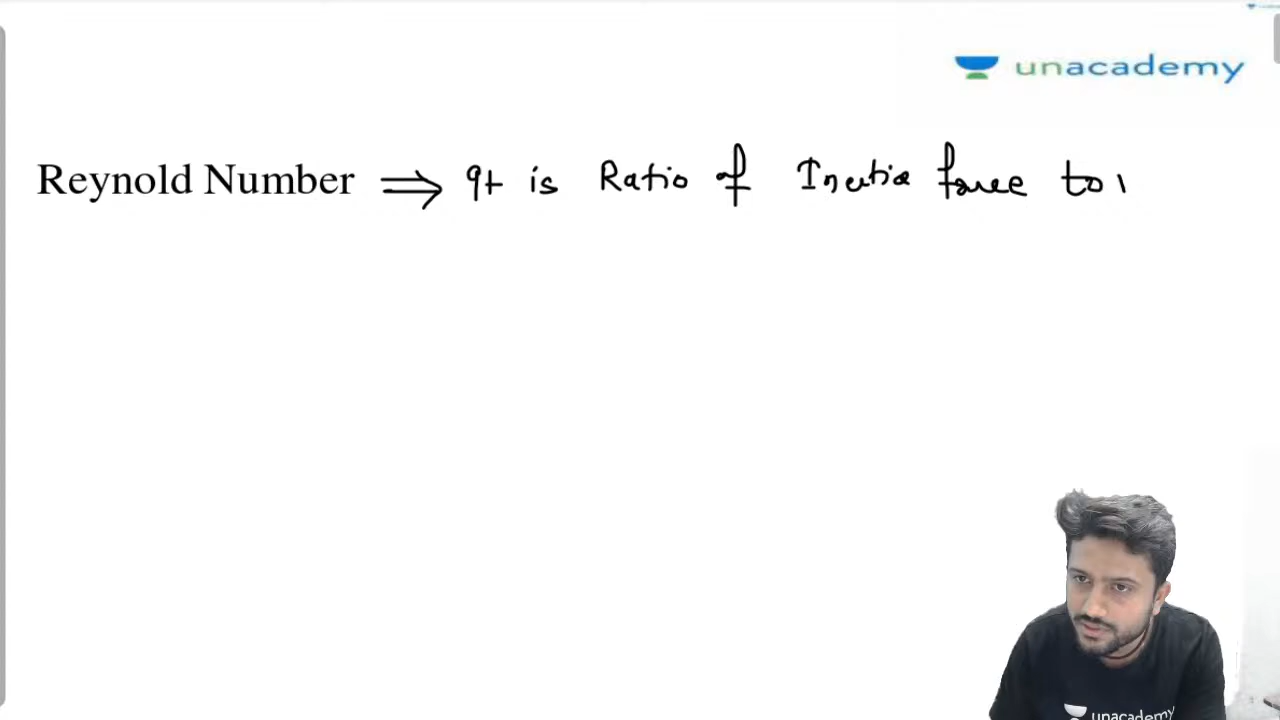 unacademy
Reynold Number ⇒ It is Ratio of Inertia force to
unacademy